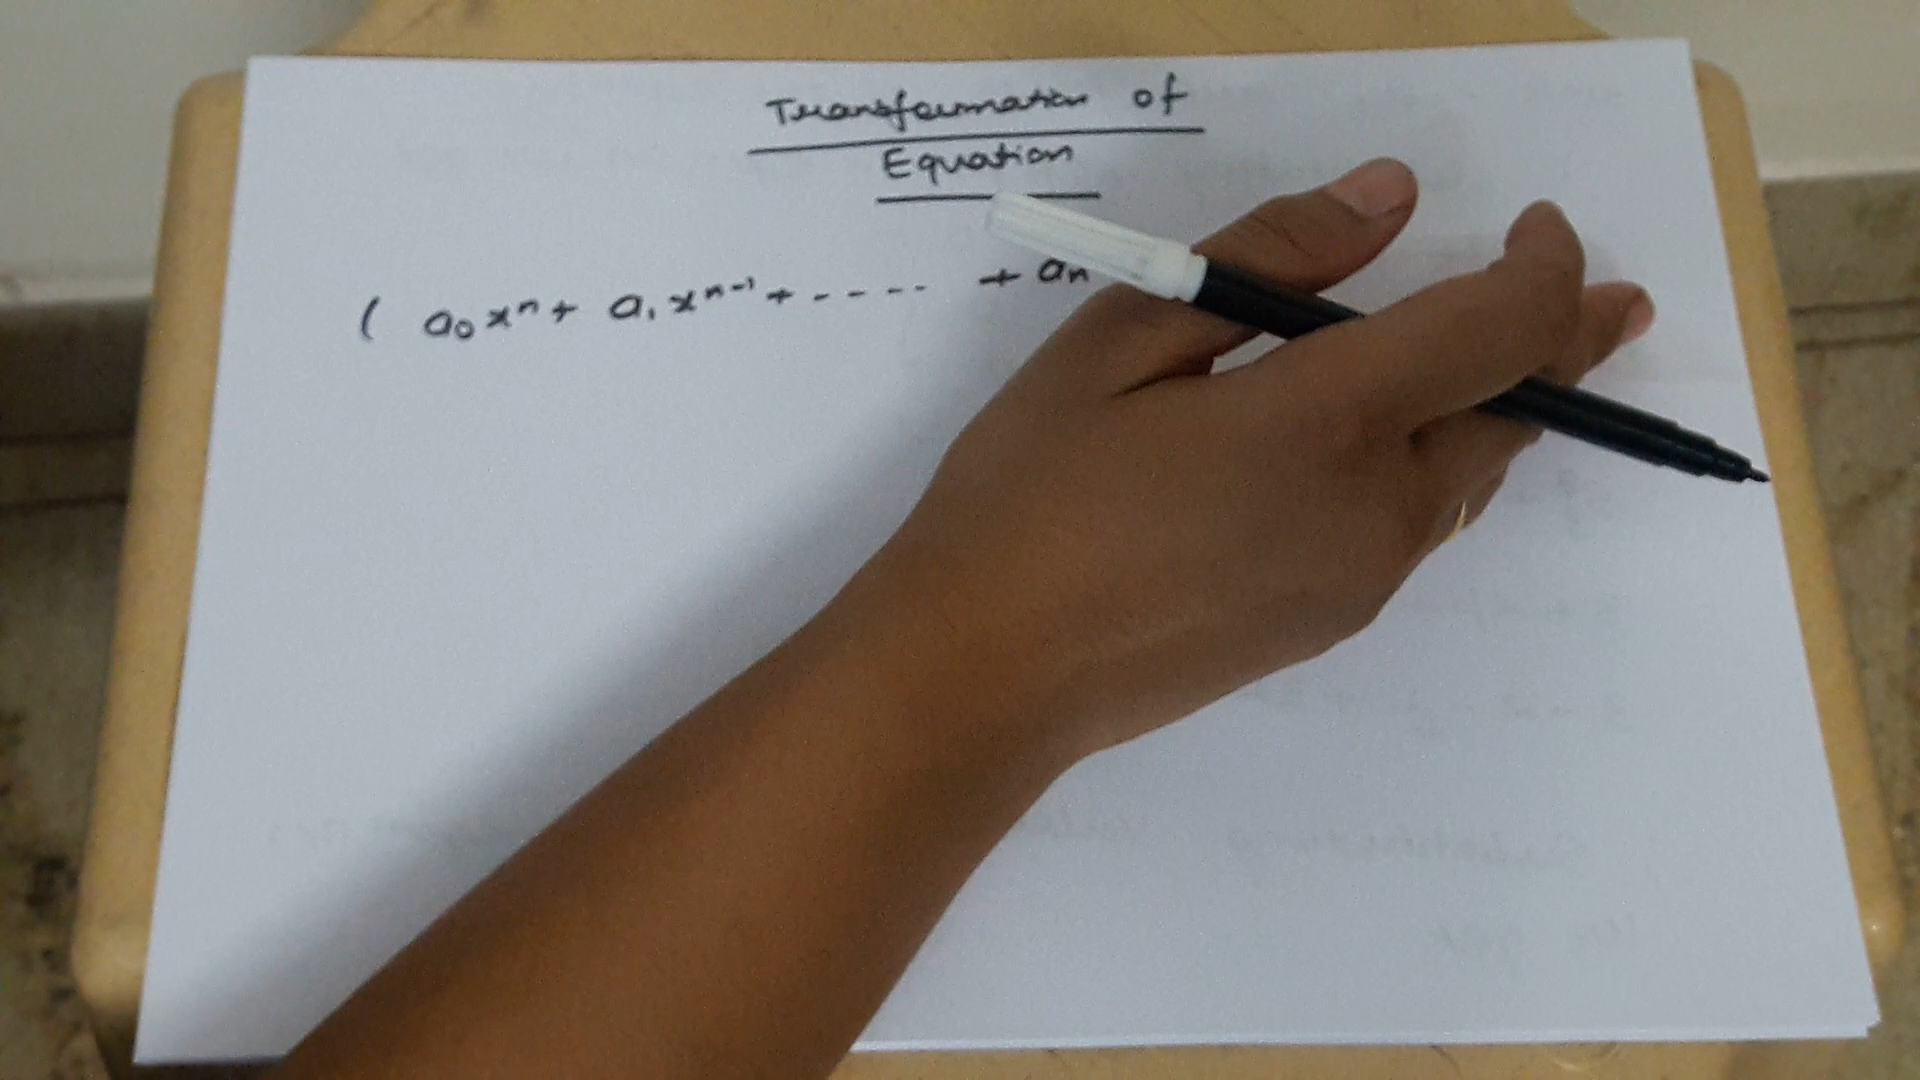 Transformation of
Equation
( a₀xⁿ + a₁xⁿ⁻¹ + - - - - + aₙ